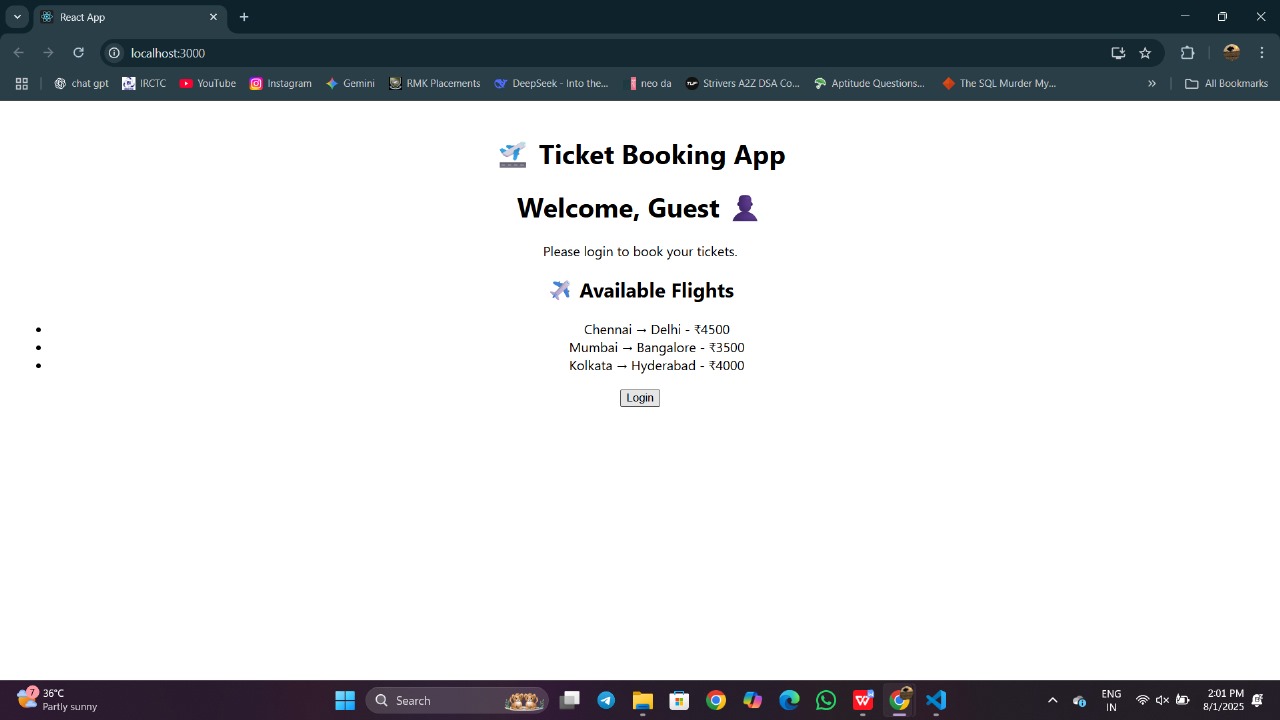 React App
localhost:3000
chat gpt
IRCTC
YouTube
Instagram
Gemini
RMK Placements
DeepSeek - Into the...
neo da
Strivers A2Z DSA Co...
Aptitude Questions...
The SQL Murder My...
»
All Bookmarks
Ticket Booking App
Welcome, Guest
Please login to book your tickets.
Available Flights
• Chennai → Delhi - ₹4500
• Mumbai → Bangalore - ₹3500
• Kolkata → Hyderabad - ₹4000
Login
7
36°C
Partly sunny
Search
ENG
IN
2:01 PM
8/1/2025